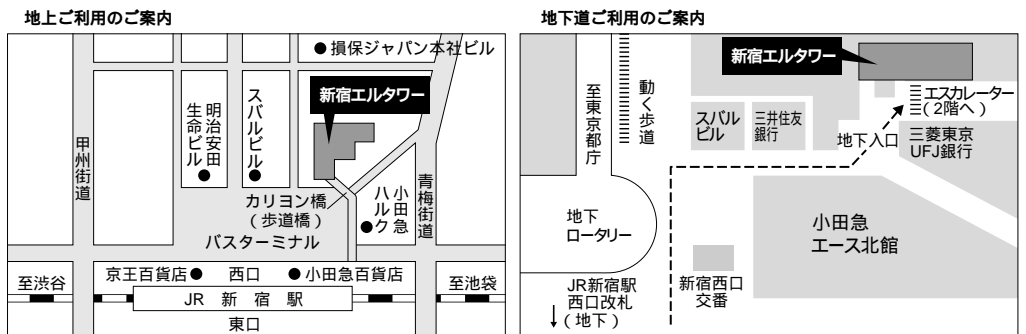 地上ご利用のご案内
損保ジャパン本社ビル
新宿エルタワー
明治安田
生命ビル
スバルビル
甲州街道
青梅街道
小田急
ハルク
カリヨン橋
（歩道橋）
バスターミナル
京王百貨店
西口
小田急百貨店
至渋谷
至池袋
JR 新 宿 駅
東口
地下道ご利用のご案内
新宿エルタワー
至東京都庁
動く歩道
スバル
ビル
三井住友
銀行
エスカレーター
（2階へ）
地下入口
三菱東京
UFJ銀行
地下
ロータリー
小田急
エース北館
JR新宿駅
西口改札
（地下）
新宿西口
交番